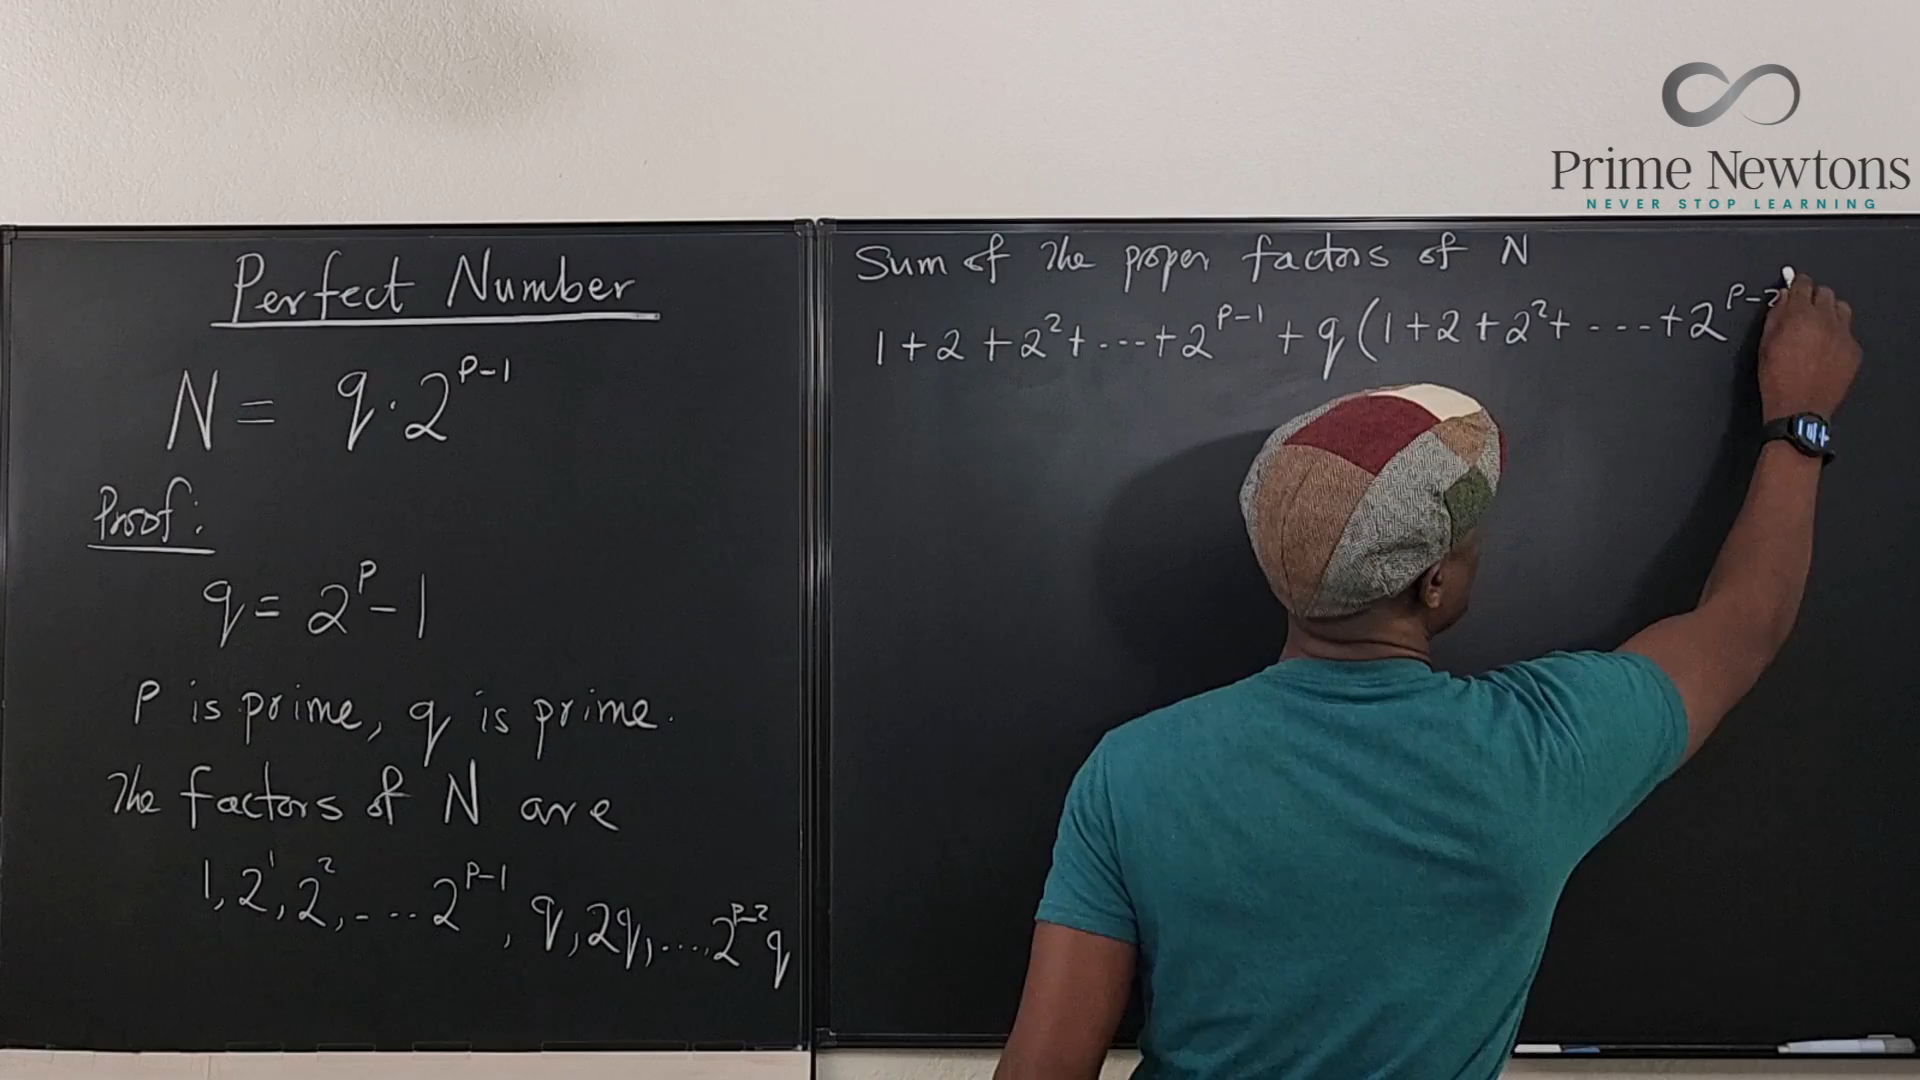 Prime Newtons
NEVER STOP LEARNING
Perfect Number
N = q · 2^{p-1}
Proof:
q = 2^p - 1
P is prime, q is prime.
The factors of N are
1, 2^1, 2^2, --- 2^{p-1}, q, 2q, ..., 2^{p-2}q
Sum of the proper factors of N
1 + 2 + 2^2 + --- + 2^{p-1} + q (1 + 2 + 2^2 + ---- + 2^{p-2}